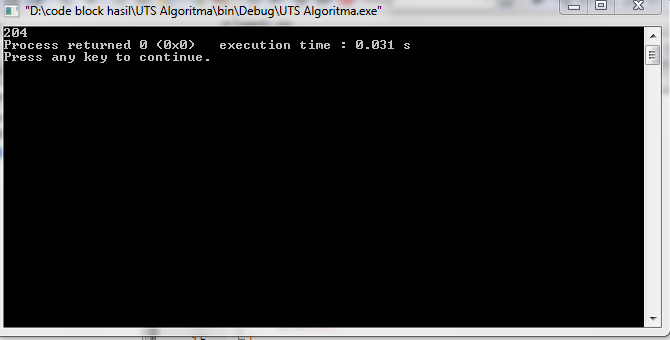 "D:\code block hasil\UTS Algoritma\bin\Debug\UTS Algoritma.exe"
204
Process returned 0 (0x0)   execution time : 0.031 s
Press any key to continue.